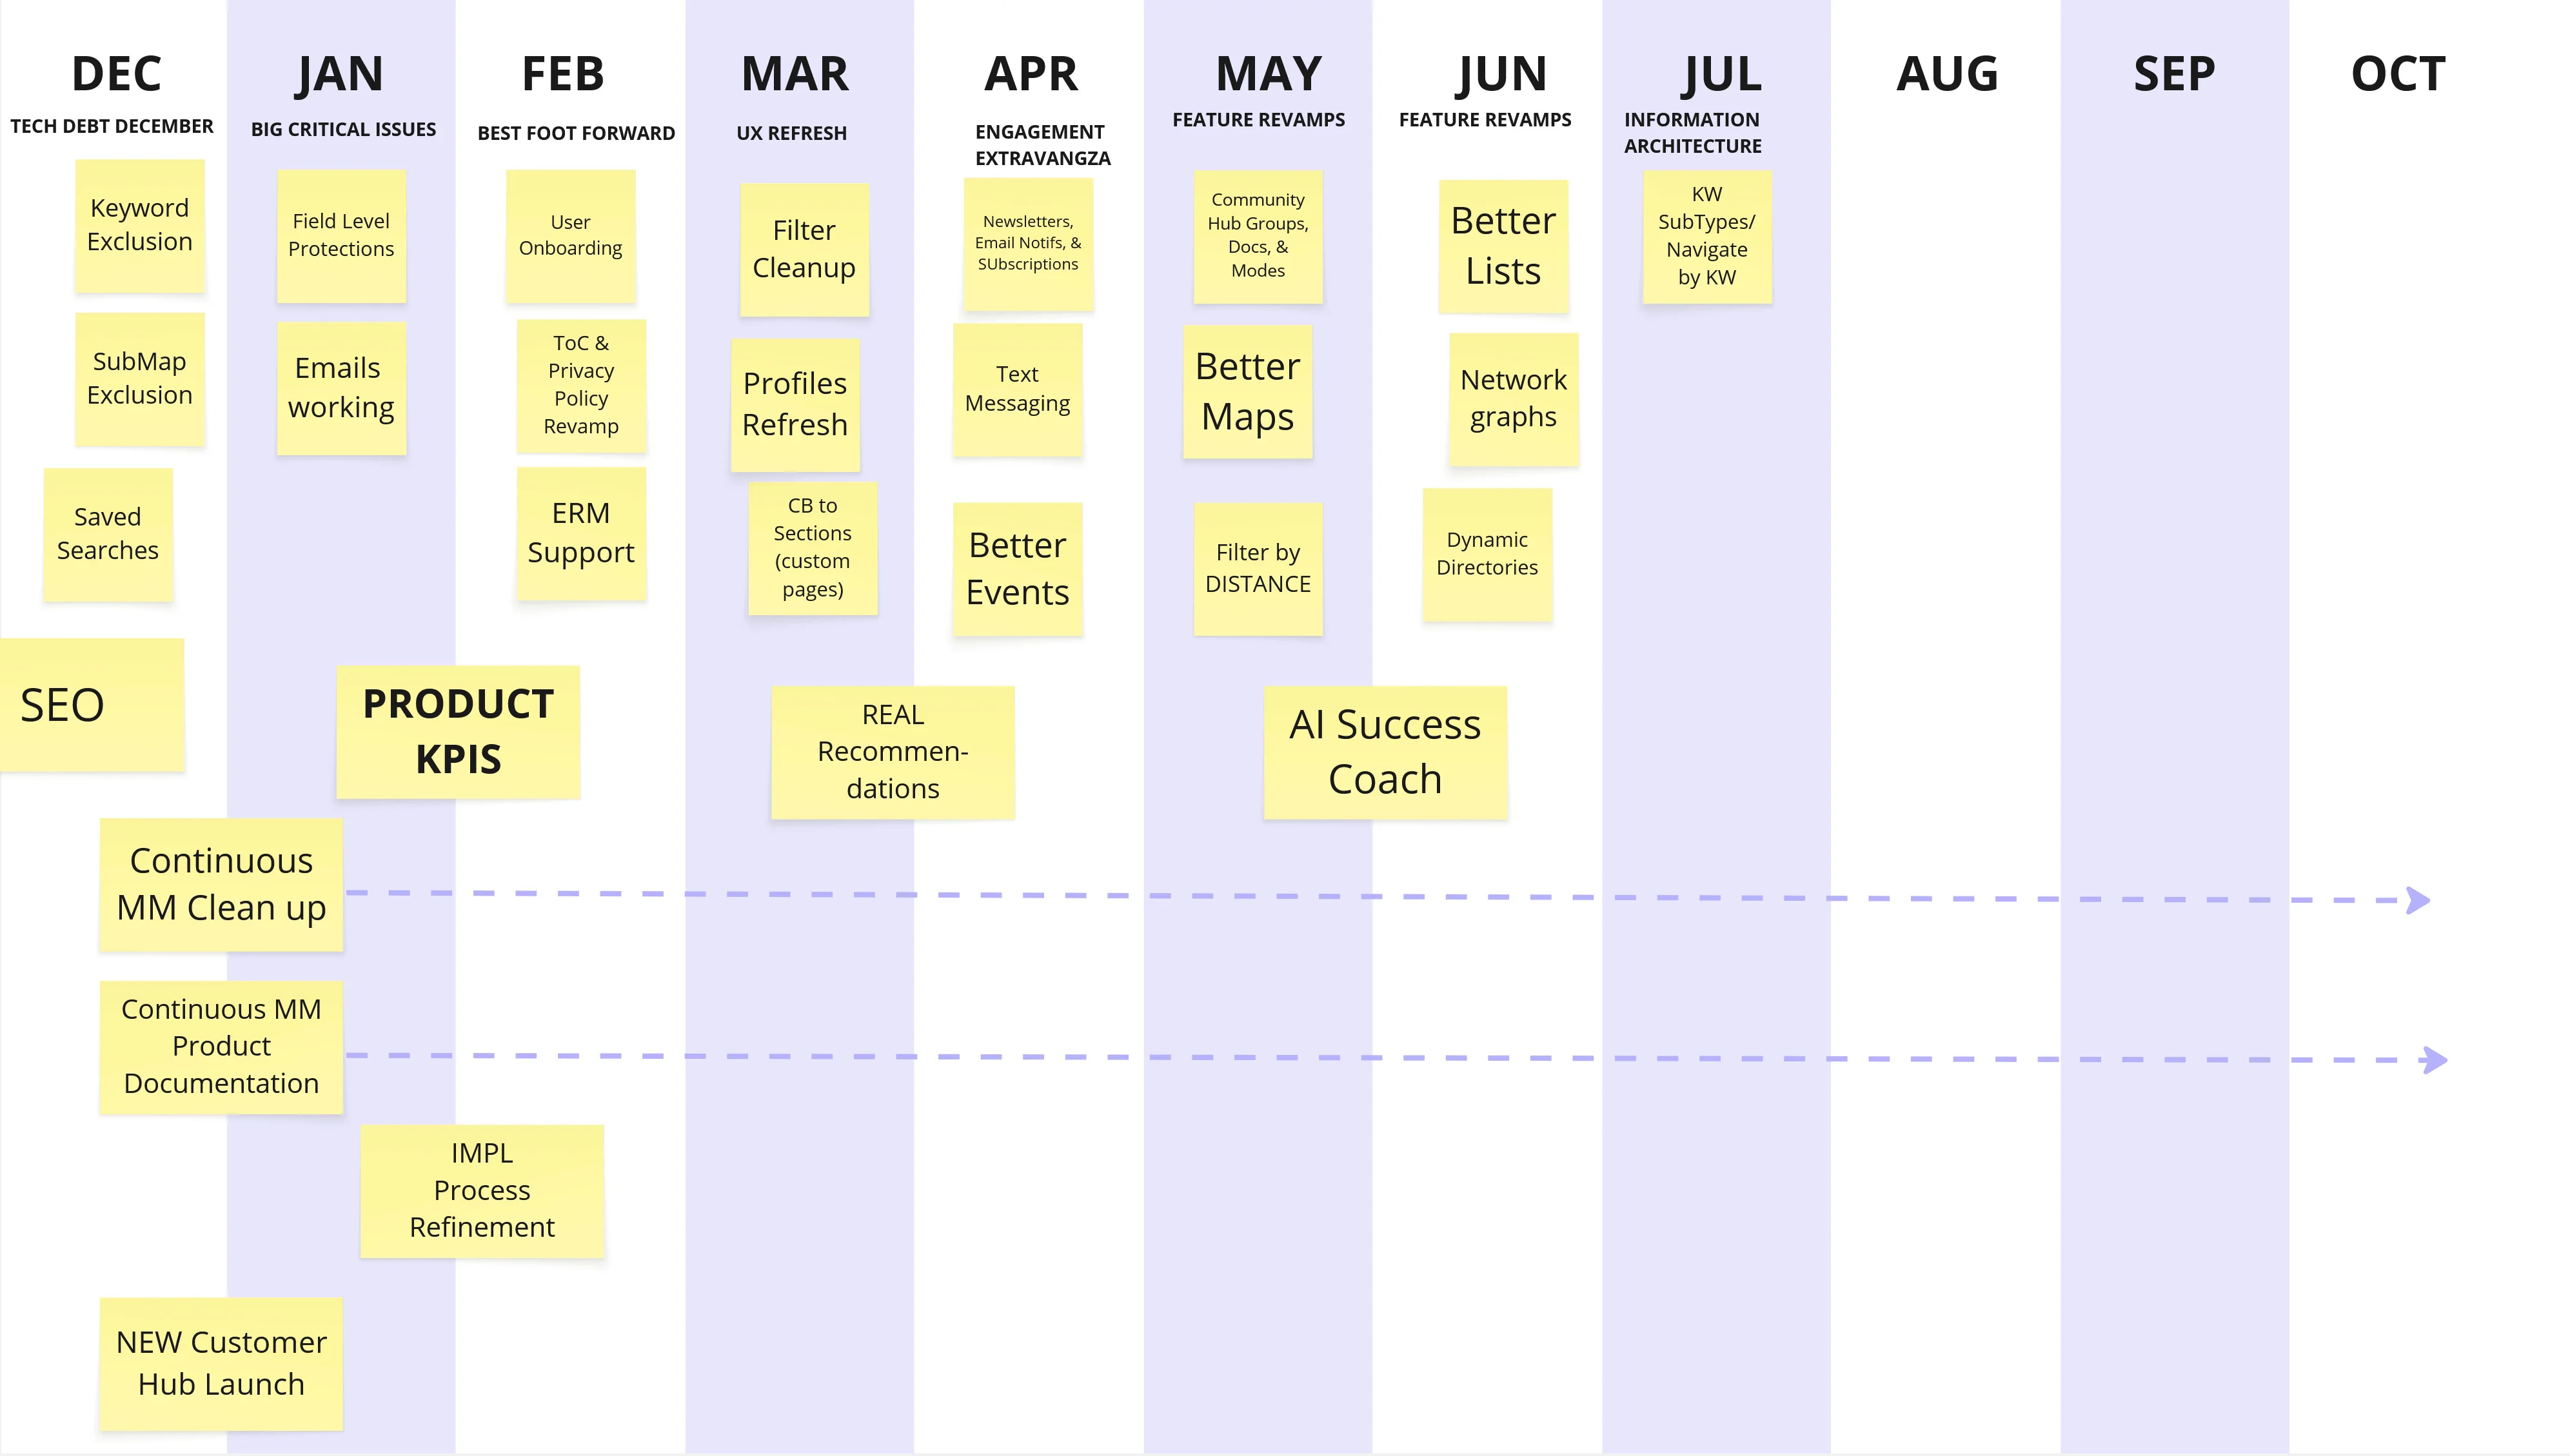 DEC
JAN
FEB
MAR
APR
MAY
JUN
JUL
AUG
SEP
OCT
TECH DEBT DECEMBER
BIG CRITICAL ISSUES
BEST FOOT FORWARD
UX REFRESH
ENGAGEMENT
EXTRAVANGZA
FEATURE REVAMPS
FEATURE REVAMPS
INFORMATION
ARCHITECTURE
Keyword
Exclusion
SubMap
Exclusion
Saved
Searches
Field Level
Protections
Emails
working
User
Onboarding
ToC &
Privacy
Policy
Revamp
ERM
Support
Filter
Cleanup
Profiles
Refresh
CB to
Sections
(custom
pages)
Newsletters,
Email Notifs, &
SUbscriptions
Text
Messaging
Better
Events
Community
Hub Groups,
Docs, &
Modes
Better
Maps
Filter by
DISTANCE
Better
Lists
Network
graphs
Dynamic
Directories
KW
SubTypes/
Navigate
by KW
SEO
PRODUCT
KPIS
REAL
Recommen-
dations
AI Success
Coach
Continuous
MM Clean up
Continuous MM
Product
Documentation
IMPL
Process
Refinement
NEW Customer
Hub Launch